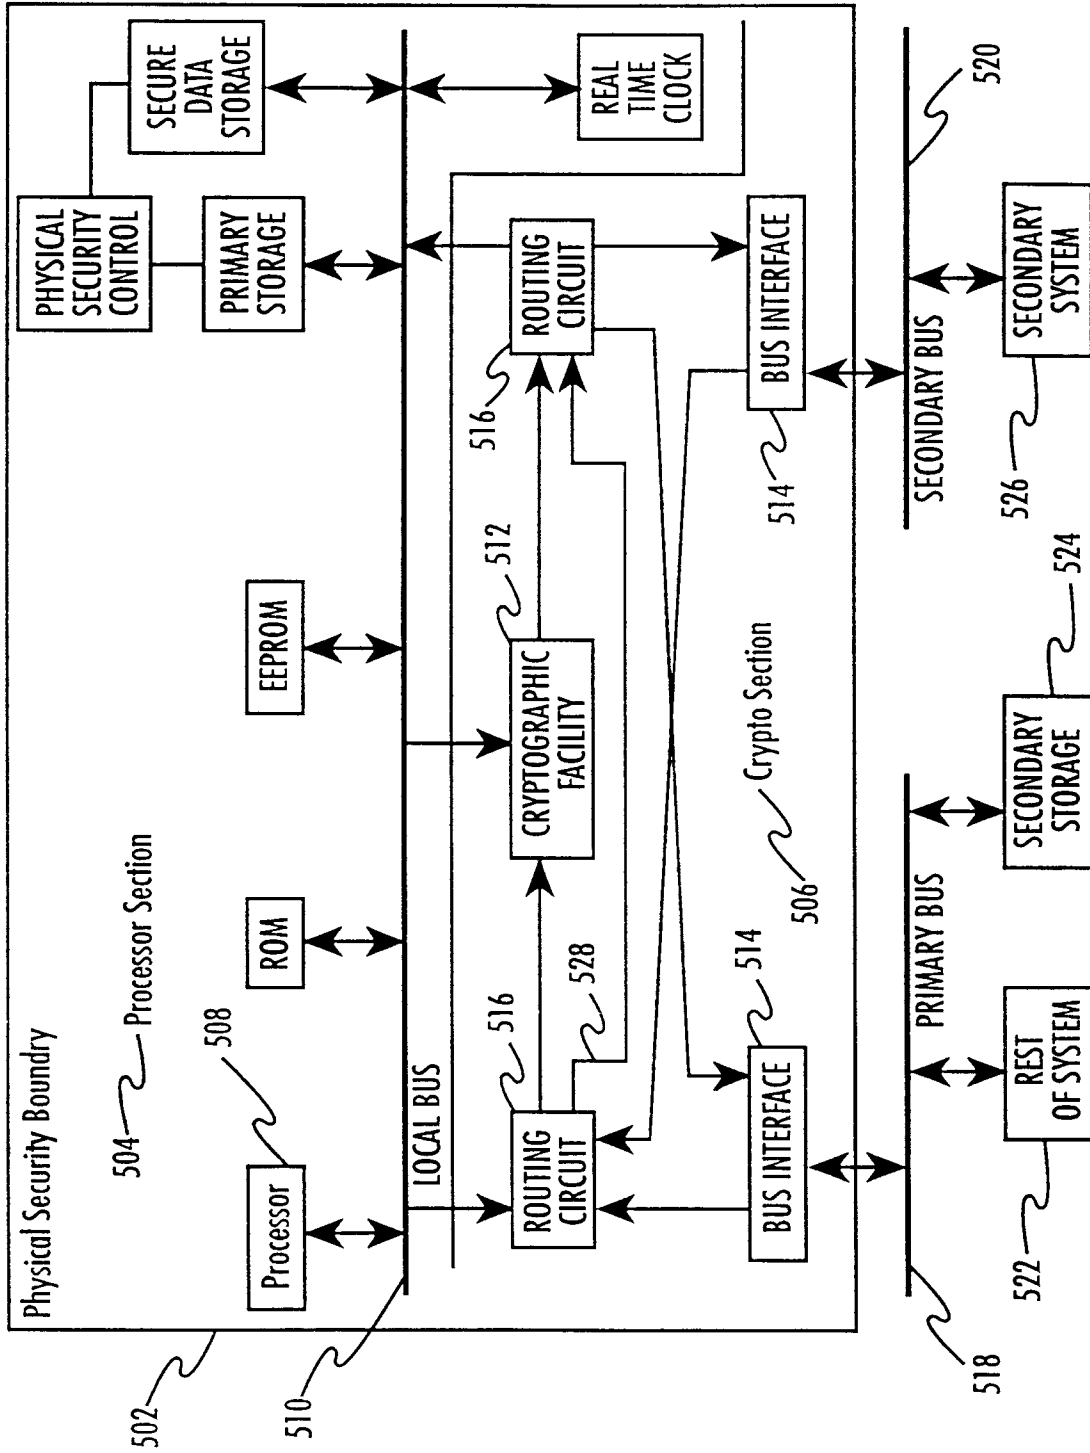 Physical Security Boundry
502
504
Processor Section
PHYSICAL
SECURITY
CONTROL
SECURE
DATA
STORAGE
508
Processor
ROM
EEPROM
PRIMARY
STORAGE
510
LOCAL BUS
REAL
TIME
CLOCK
516
ROUTING
CIRCUIT
528
CRYPTOGRAPHIC
FACILITY
512
516
ROUTING
CIRCUIT
506
Crypto Section
BUS INTERFACE
514
514
BUS INTERFACE
518
PRIMARY BUS
SECONDARY BUS
520
522
REST
OF SYSTEM
SECONDARY
STORAGE
524
526
SECONDARY
SYSTEM